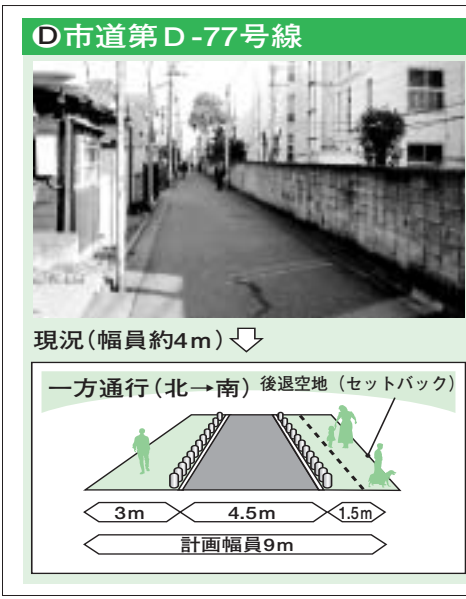 Ⓓ市道第D-77号線
現況(幅員約4m)
一方通行(北→南) 後退空地(セットバック)
3m 4.5m 1.5m
計画幅員9m